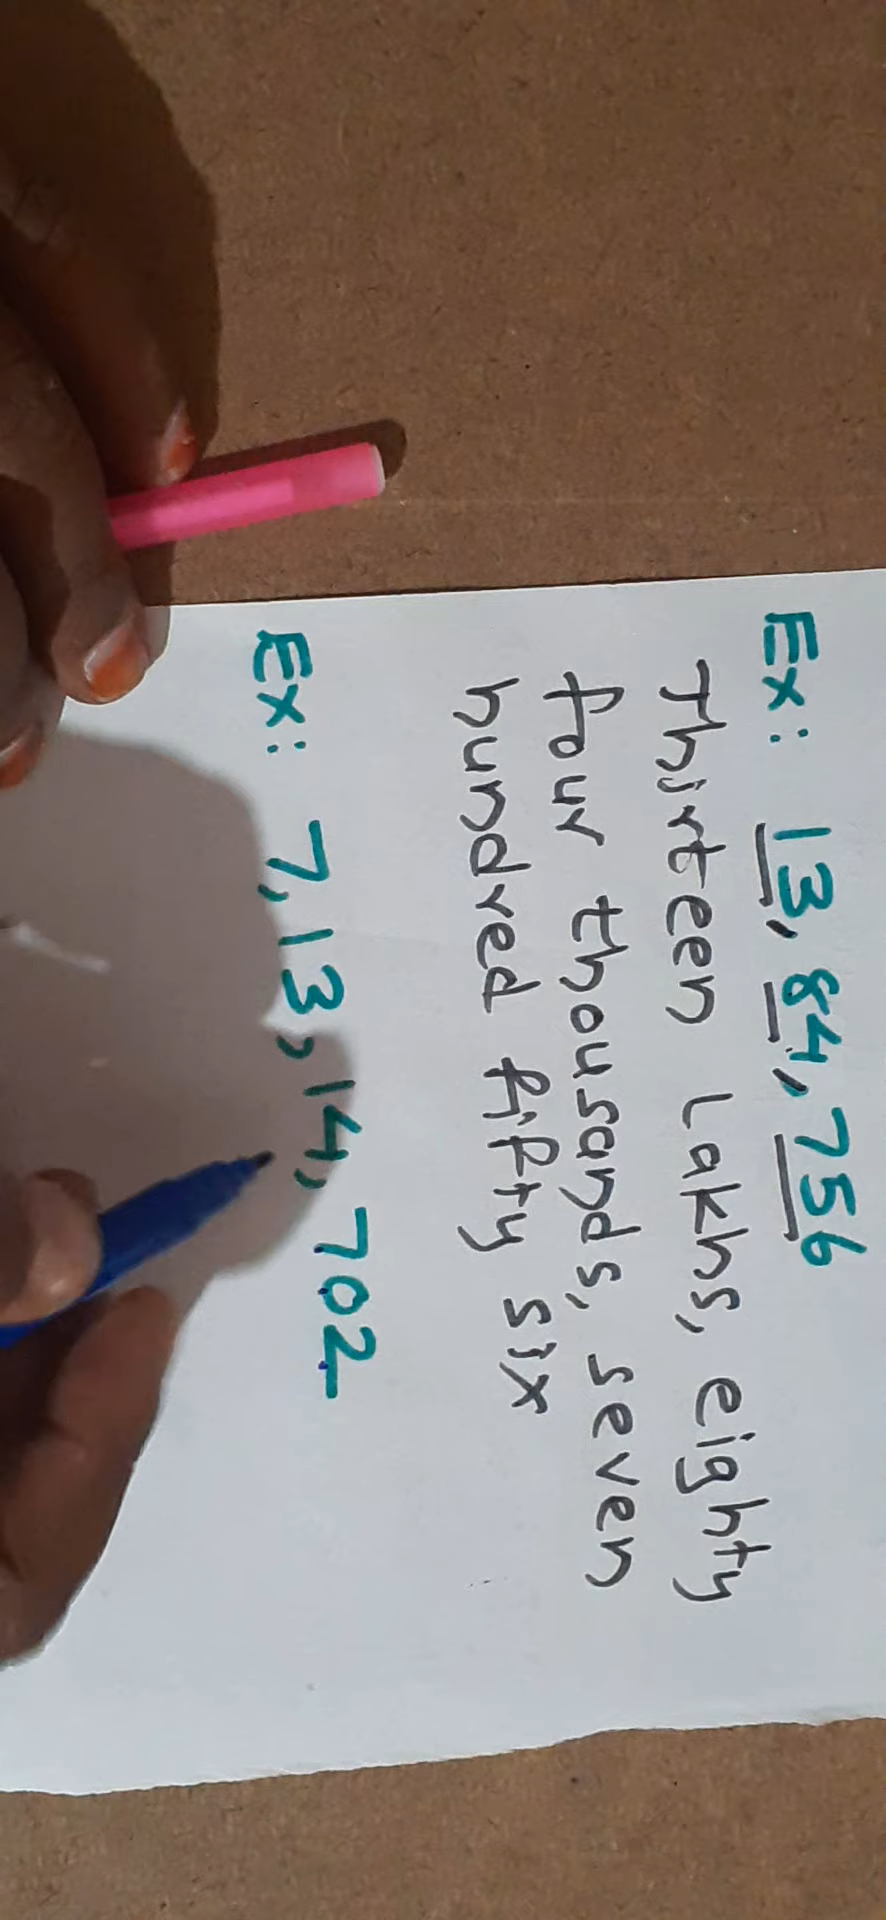 Ex: 13,84,756
Thirteen Lakhs, eighty
four thousands, seven
hundred fifty six
Ex: 7,13,14,702